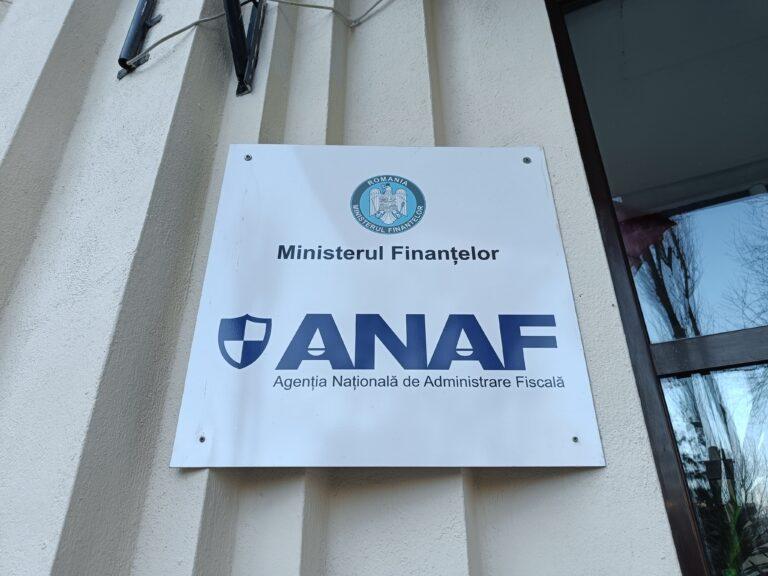 ROMANIA
MINISTERUL FINANȚELOR
Ministerul Finanțelor
ANAF
Agenția Națională de Administrare Fiscală